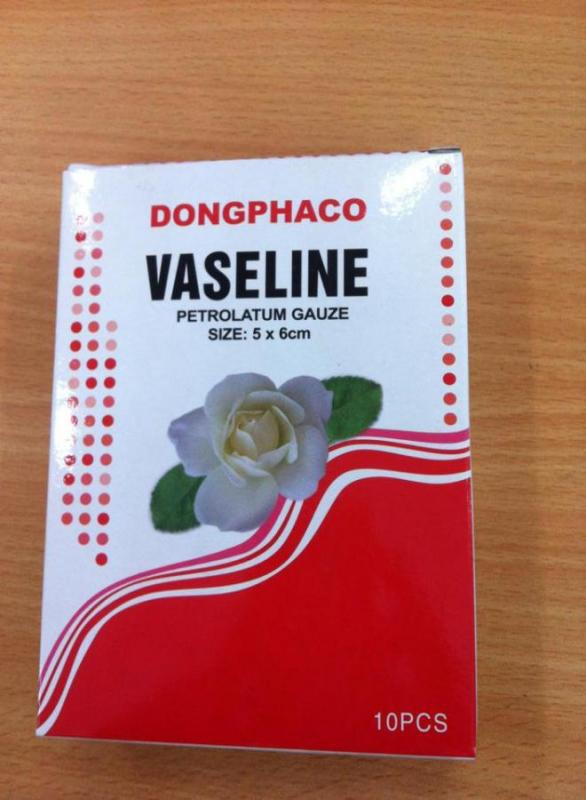 DONGPHACO
VASELINE
PETROLATUM GAUZE
SIZE: 5 x 6cm
10PCS